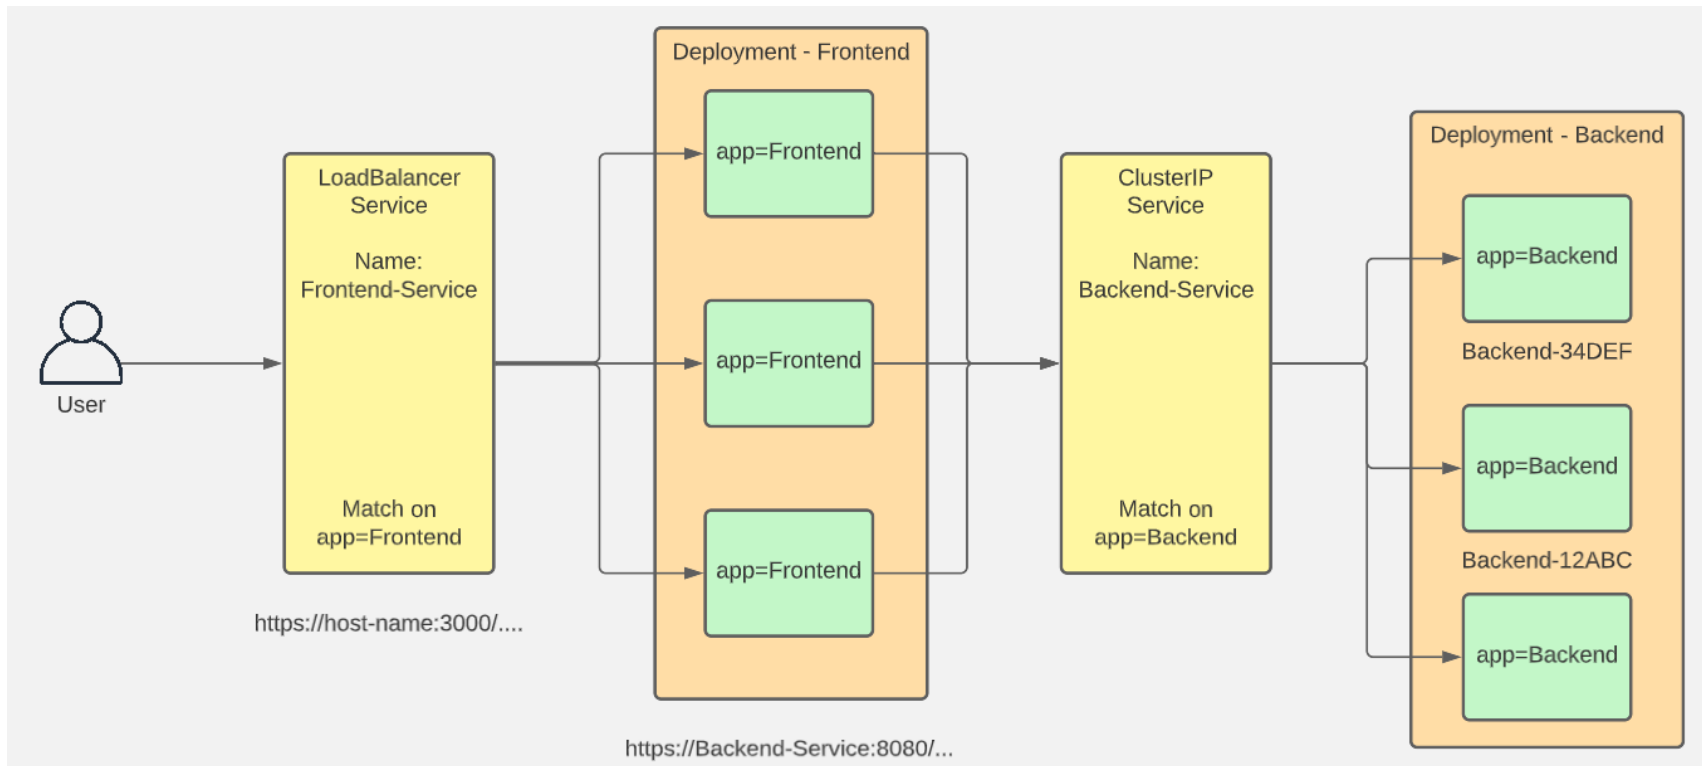 User
LoadBalancer
Service
Name:
Frontend-Service
Match on
app=Frontend
https://host-name:3000/....
Deployment - Frontend
app=Frontend
app=Frontend
app=Frontend
https://Backend-Service:8080/...
ClusterIP
Service
Name:
Backend-Service
Match on
app=Backend
Deployment - Backend
app=Backend
Backend-34DEF
app=Backend
Backend-12ABC
app=Backend